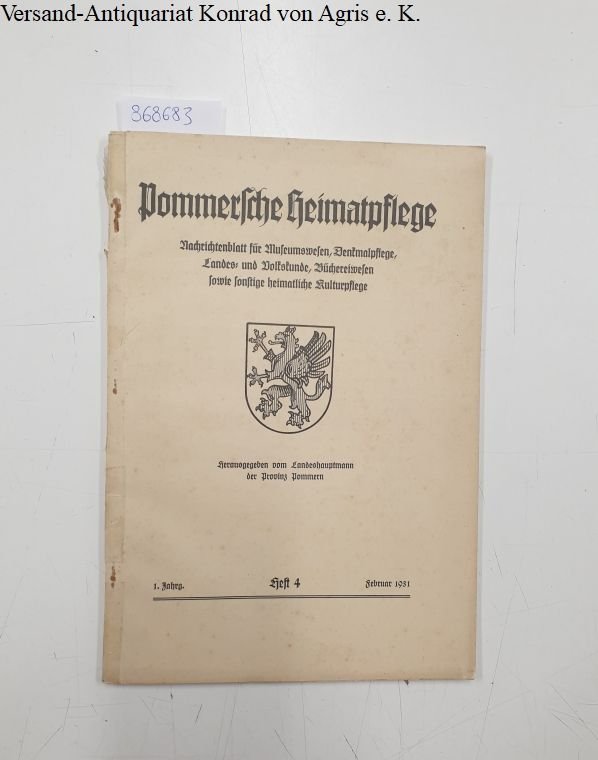 Versand-Antiquariat Konrad von Agris e. K.
868683
Pommersche Heimatpflege
Nachrichtenblatt für Museumswesen, Denkmalpflege,
Landes- und Volkskunde, Büchereiwesen
sowie sonstige heimatliche Kulturpflege
Herausgegeben vom Landeshauptmann
der Provinz Pommern
1. Jahrg. Heft 4 Februar 1931